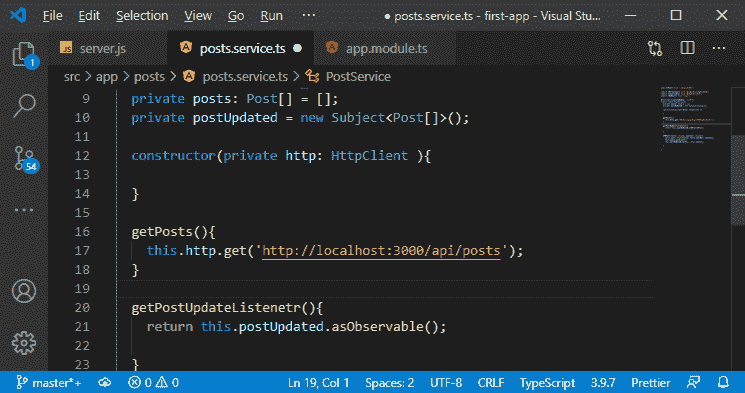 File Edit Selection View Go Run ... posts.service.ts - first-app - Visual Stu...
server.js posts.service.ts app.module.ts
src > app > posts > posts.service.ts > PostService
1
54
9 private posts: Post[] = [];
10 private postUpdated = new Subject<Post[]>();
11
12 constructor(private http: HttpClient ){
13
14 }
15
16 getPosts(){
17 this.http.get('http://localhost:3000/api/posts');
18 }
19
20 getPostUpdateListenetr(){
21 return this.postUpdated.asObservable();
22
23 }
master*+ 0 0 Ln 19, Col 1 Spaces: 2 UTF-8 CRLF TypeScript 3.9.7 Prettier